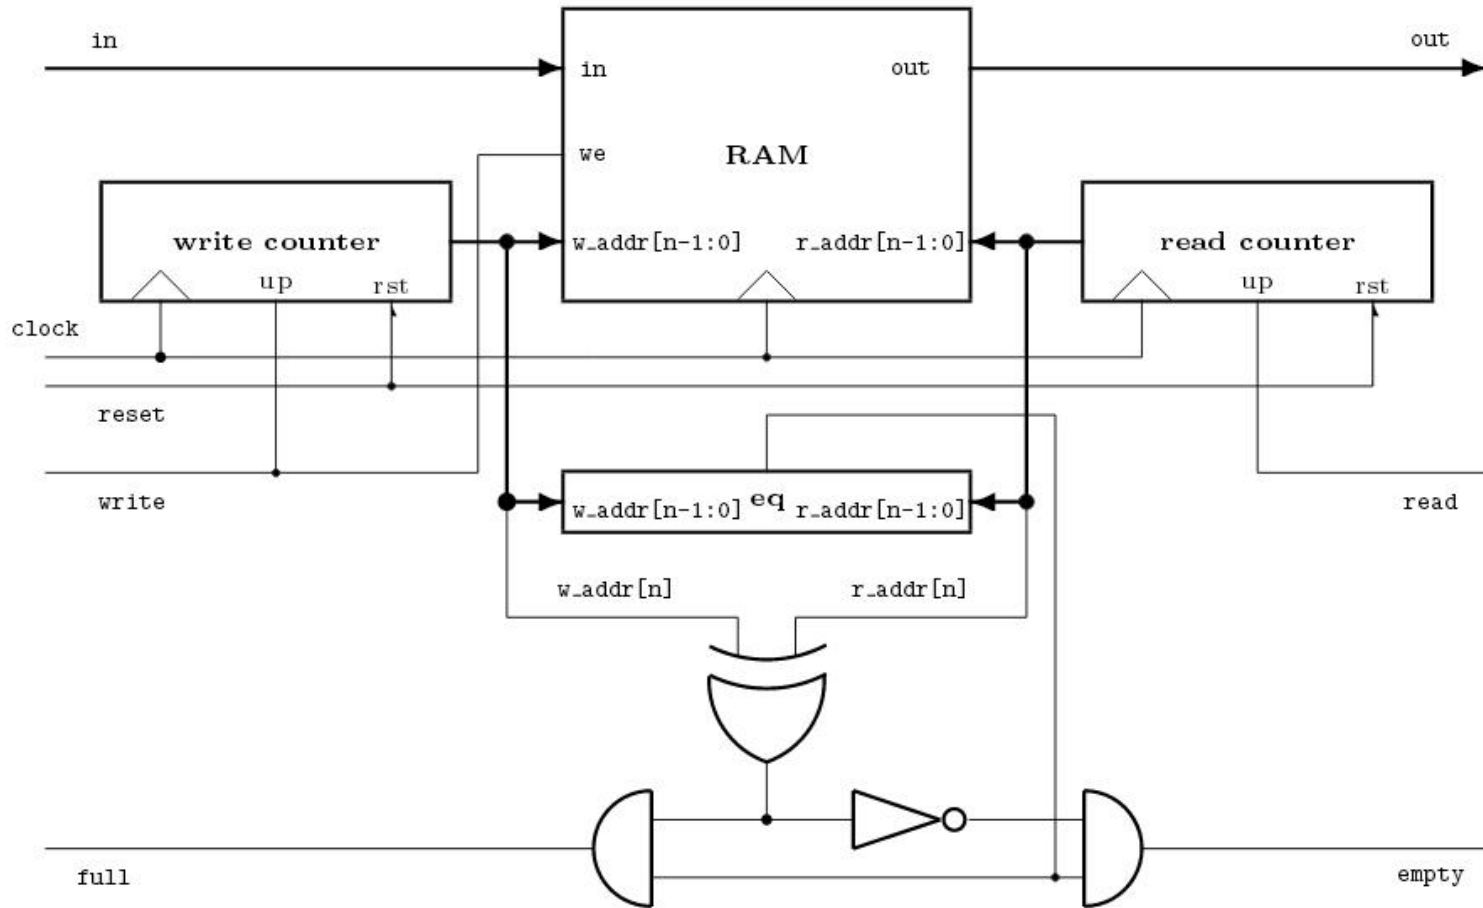 in
out
in
out
we
RAM
write counter
w_addr[n-1:0]
r_addr[n-1:0]
read counter
up
rst
up
rst
clock
reset
write
w_addr[n-1:0]
eq
r_addr[n-1:0]
read
w_addr[n]
r_addr[n]
full
empty